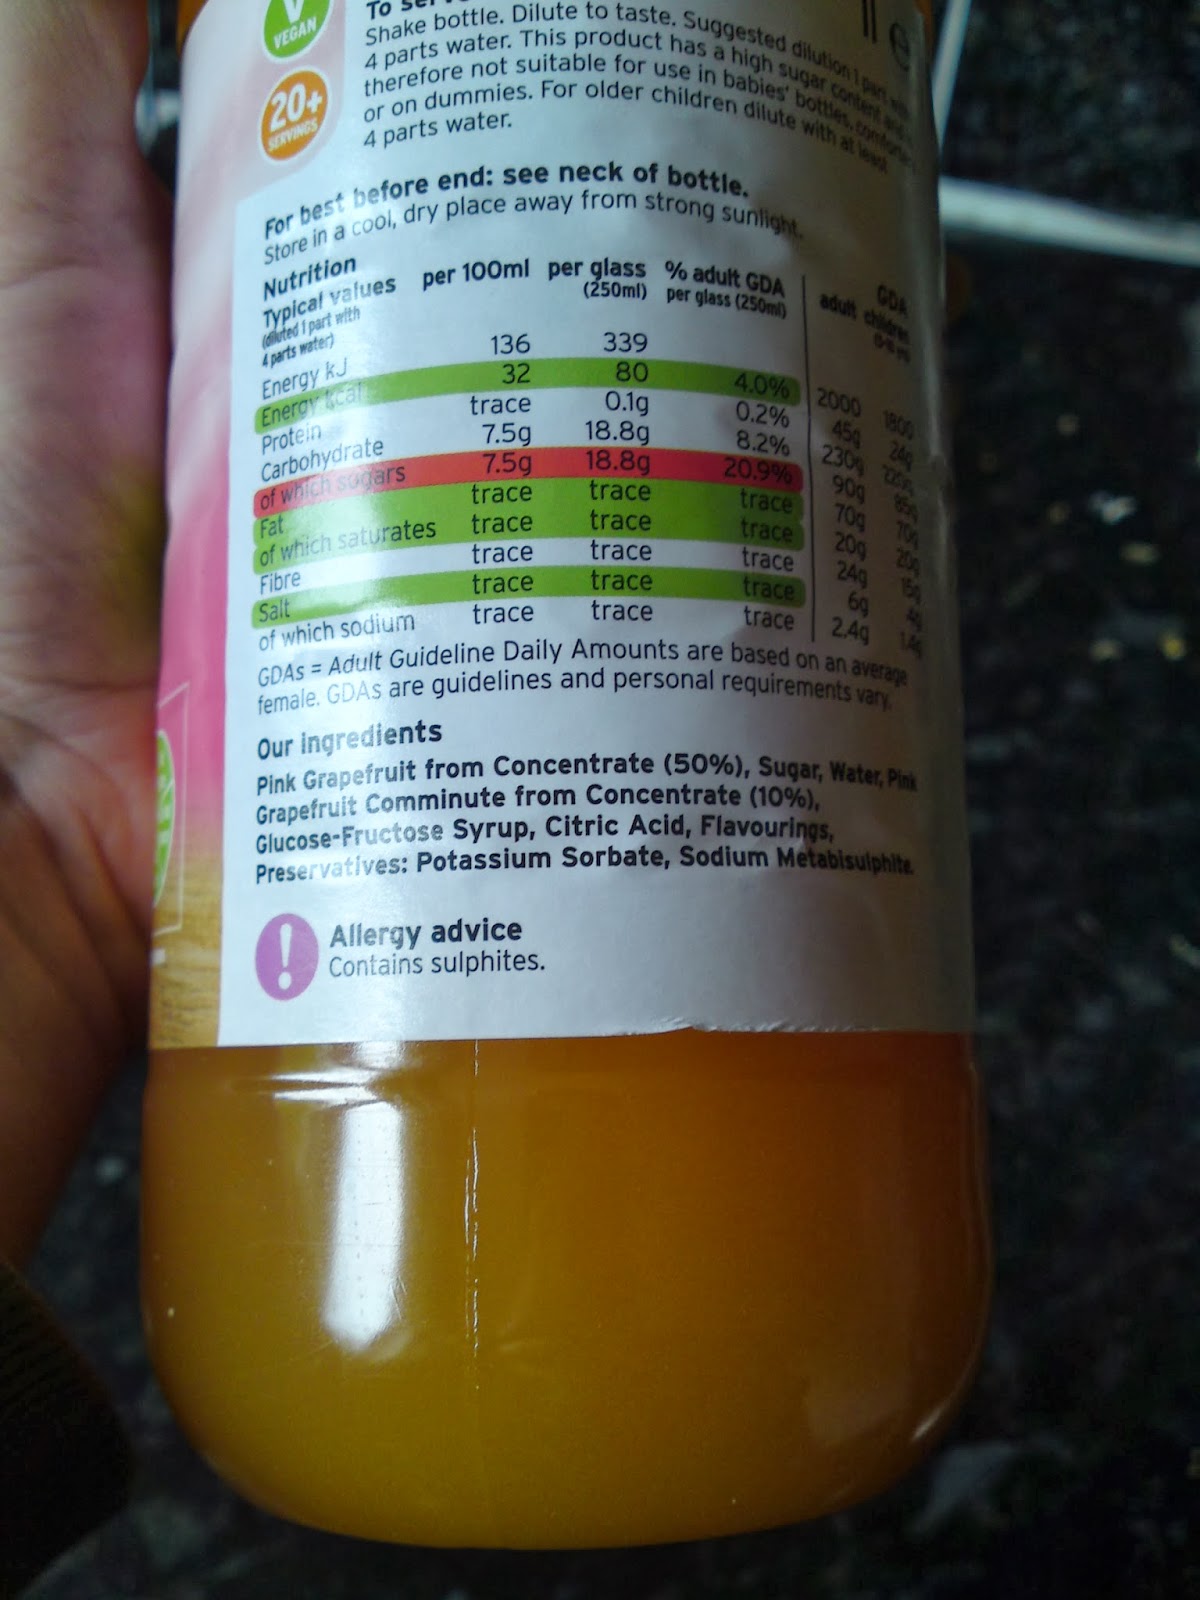 VEGAN
20+
SERVINGS
To
Shake bottle. Dilute to taste. Suggested dilution 1 part with
4 parts water. This product has a high sugar content and is
therefore not suitable for use in babies' bottles, comforters
or on dummies. For older children dilute with at least
4 parts water.
For best before end: see neck of bottle.
Store in a cool, dry place away from strong sunlight.
Nutrition
Typical values per 100ml per glass % adult GDA GDA
(diluted 1 part with (250ml) per glass (250ml) adult children
4 parts water)
Energy kJ 136 339
Energy kcal 32 80 4.0% 2000 1800
Protein trace 0.1g 0.2% 45g 24g
Carbohydrate 7.5g 18.8g 8.2% 230g 220g
of which sugars 7.5g 18.8g 20.9% 90g 85g
Fat trace trace trace 70g 70g
of which saturates trace trace trace 20g 20g
Fibre trace trace trace 24g 15g
Salt trace trace trace 6g 4g
of which sodium trace trace trace 2.4g 1.4g
GDAs = Adult Guideline Daily Amounts are based on an average
female. GDAs are guidelines and personal requirements vary.
Our ingredients
Pink Grapefruit from Concentrate (50%), Sugar, Water, Pink
Grapefruit Comminute from Concentrate (10%),
Glucose-Fructose Syrup, Citric Acid, Flavourings,
Preservatives: Potassium Sorbate, Sodium Metabisulphite.
! Allergy advice
Contains sulphites.